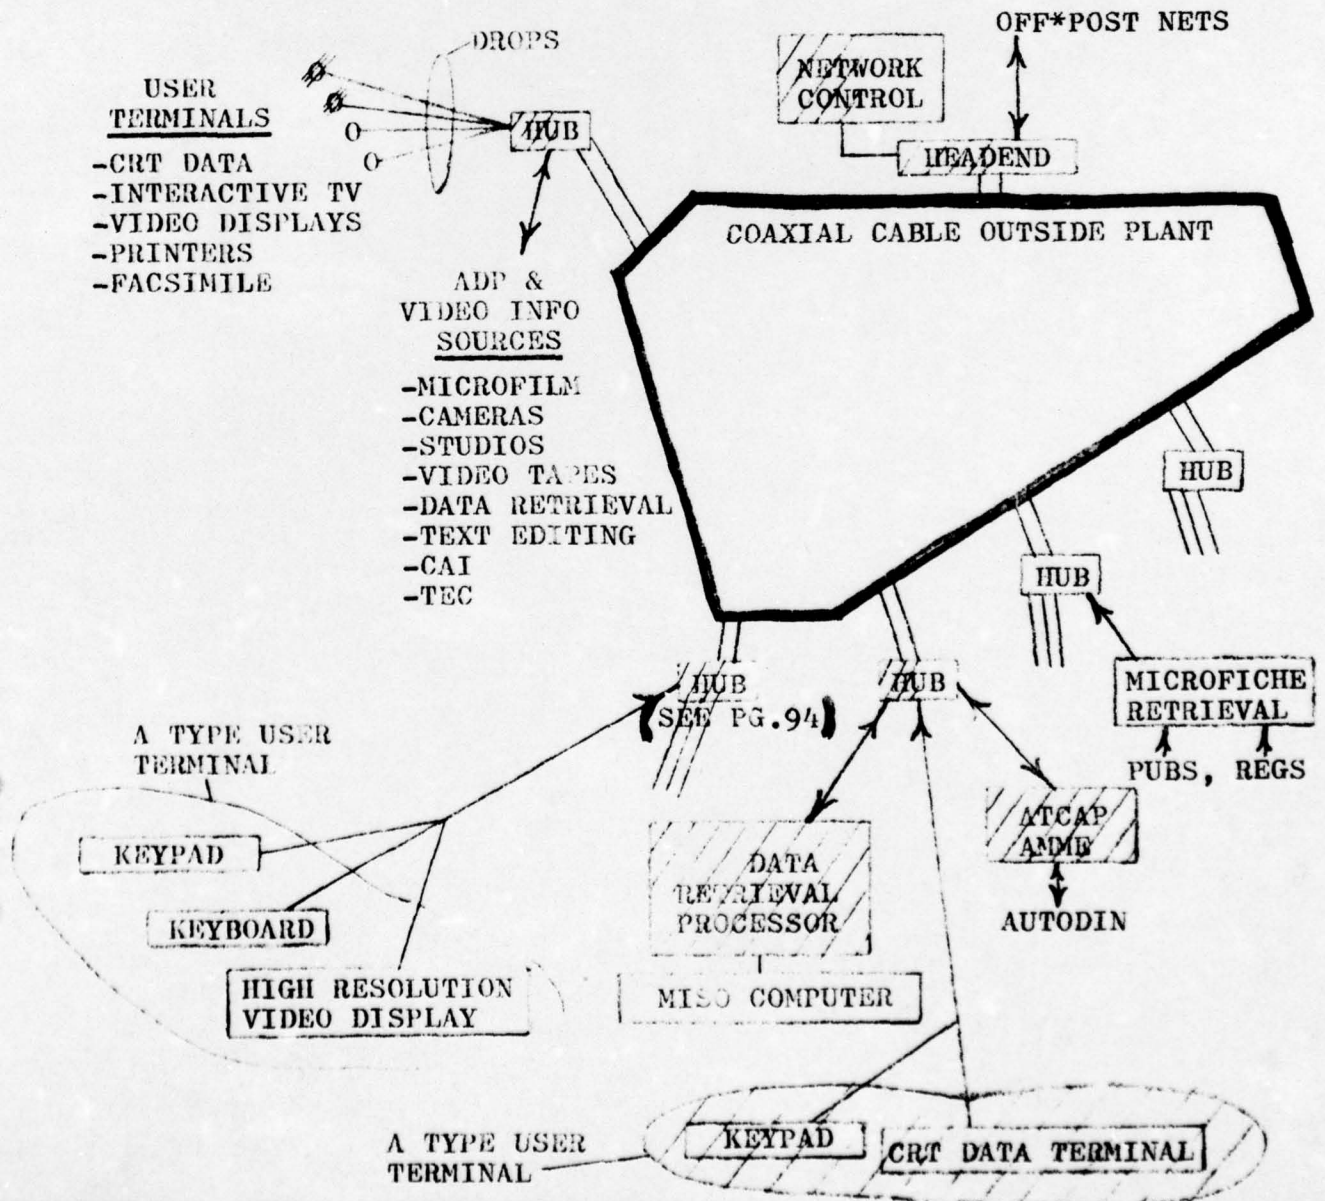 DROPS
OFF*POST NETS
USER
TERMINALS
-CRT DATA
-INTERACTIVE TV
-VIDEO DISPLAYS
-PRINTERS
-FACSIMILE
HUB
NETWORK
CONTROL
HEADEND
COAXIAL CABLE OUTSIDE PLANT
ADP &
VIDEO INFO
SOURCES
-MICROFILM
-CAMERAS
-STUDIOS
-VIDEO TAPES
-DATA RETRIEVAL
-TEXT EDITING
-CAI
-TEC
HUB
HUB
HUB
(SEE PG.94)
HUB
MICROFICHE
RETRIEVAL
PUBS, REGS
A TYPE USER
TERMINAL
KEYPAD
KEYBOARD
HIGH RESOLUTION
VIDEO DISPLAY
DATA
RETRIEVAL
PROCESSOR
MISO COMPUTER
ATCAP
AMME
AUTODIN
A TYPE USER
TERMINAL
KEYPAD
CRT DATA TERMINAL